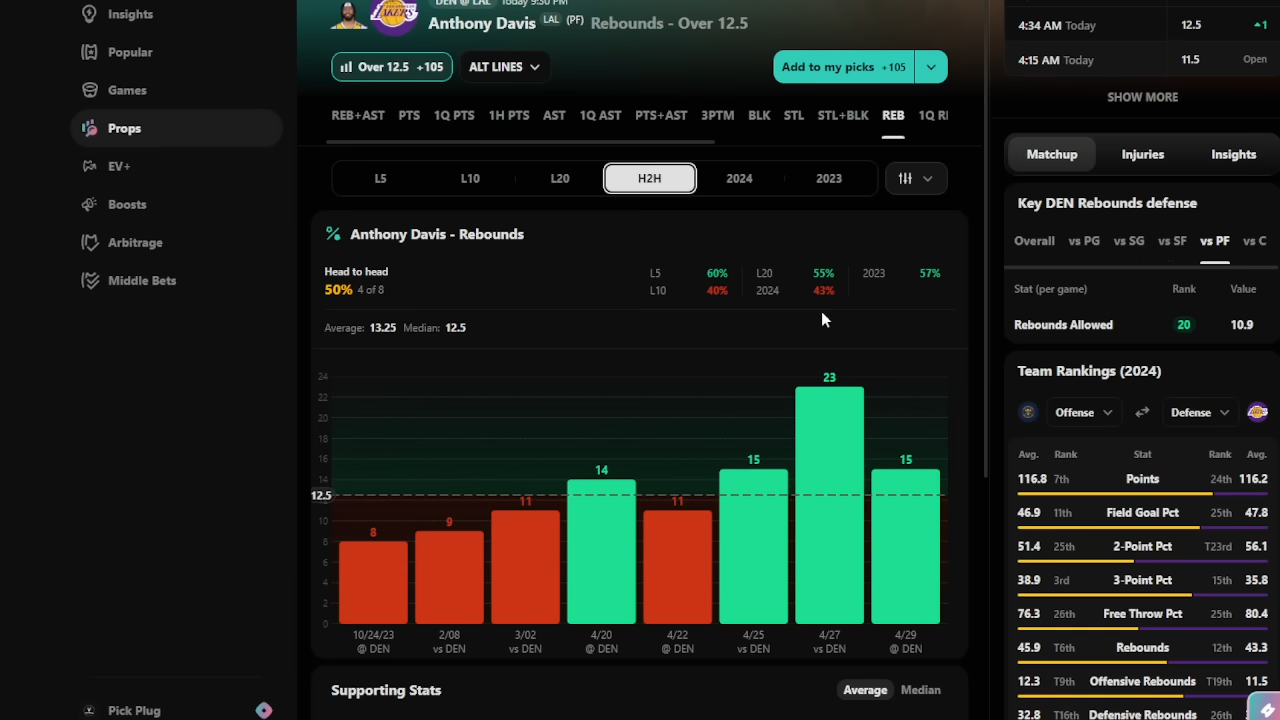 Insights
Popular
Games
Props
EV+
Boosts
Arbitrage
Middle Bets
Pick Plug
DEN @ LAL Today 9:30 PM
Anthony Davis LAL (PF) Rebounds - Over 12.5
Over 12.5 +105 ALT LINES
Add to my picks +105
REB+AST PTS 1Q PTS 1H PTS AST 1Q AST PTS+AST 3PTM BLK STL STL+BLK REB
L5 L10 L20 H2H 2024 2023
Anthony Davis - Rebounds
Head to head
50% 4 of 8
L5 60% L20 55% 2023 57%
L10 40% 2024 43%
Average: 13.25 Median: 12.5
24
22
20
18
16
14
12.5
10
8
6
4
2
0
8 9 11 14 11 15 23 15
10/24/23 2/08 3/02 4/20 4/22 4/25 4/27 4/29
@ DEN vs DEN vs DEN @ DEN @ DEN vs DEN vs DEN @ DEN
Supporting Stats
Average Median
4:34 AM Today 12.5 1
4:15 AM Today 11.5 Open
SHOW MORE
Matchup Injuries Insights
Key DEN Rebounds defense
Overall vs PG vs SG vs SF vs PF vs C
Stat (per game) Rank Value
Rebounds Allowed 20 10.9
Team Rankings (2024)
Offense Defense
Avg. Rank Stat Rank Avg.
116.8 7th Points 24th 116.2
46.9 11th Field Goal Pct 25th 47.8
51.4 25th 2-Point Pct T23rd 56.1
38.9 3rd 3-Point Pct 15th 35.8
76.3 26th Free Throw Pct 25th 80.4
45.9 T6th Rebounds 12th 43.3
12.3 T9th Offensive Rebounds T19th 11.5
32.8 T16th Defensive Rebounds 26th